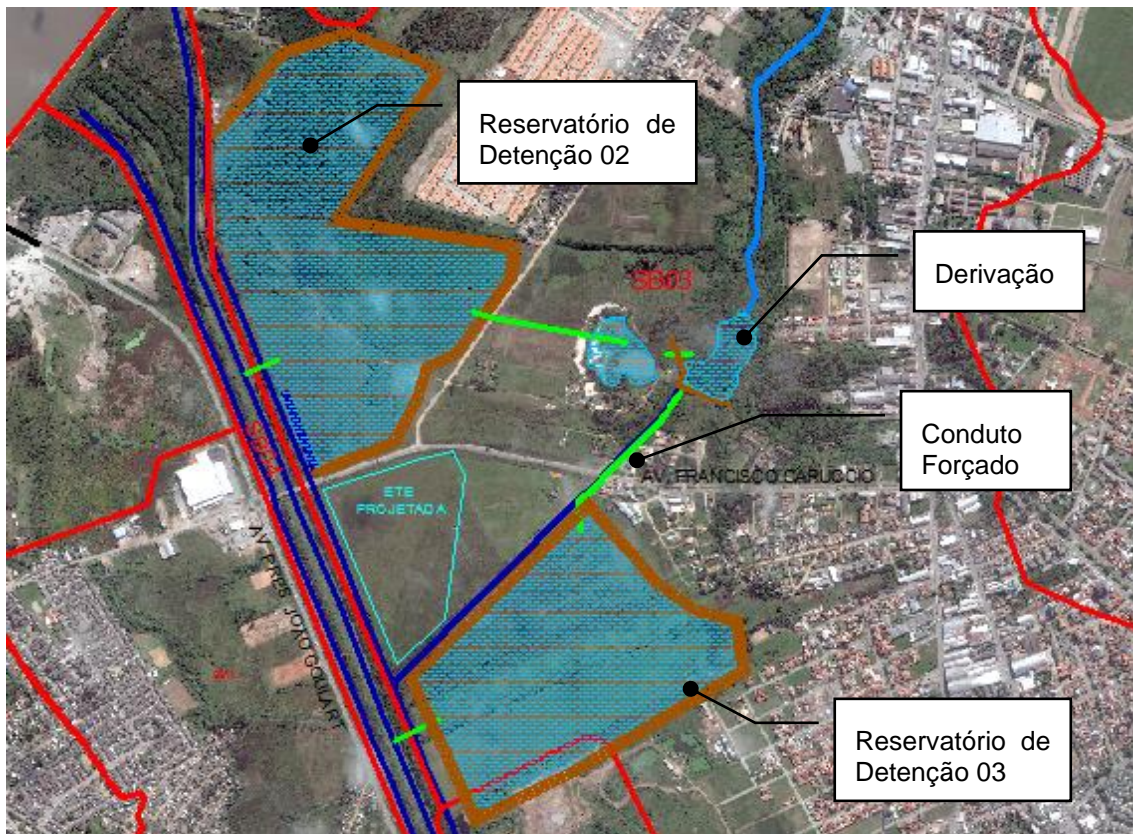 Reservatório de
Detenção 02
Derivação
SB03
Conduto
Forçado
AV. FRANCISCO CARUCCIO
ETE
PROJETADA
AV PRES JOÃO GOULART
Reservatório de
Detenção 03